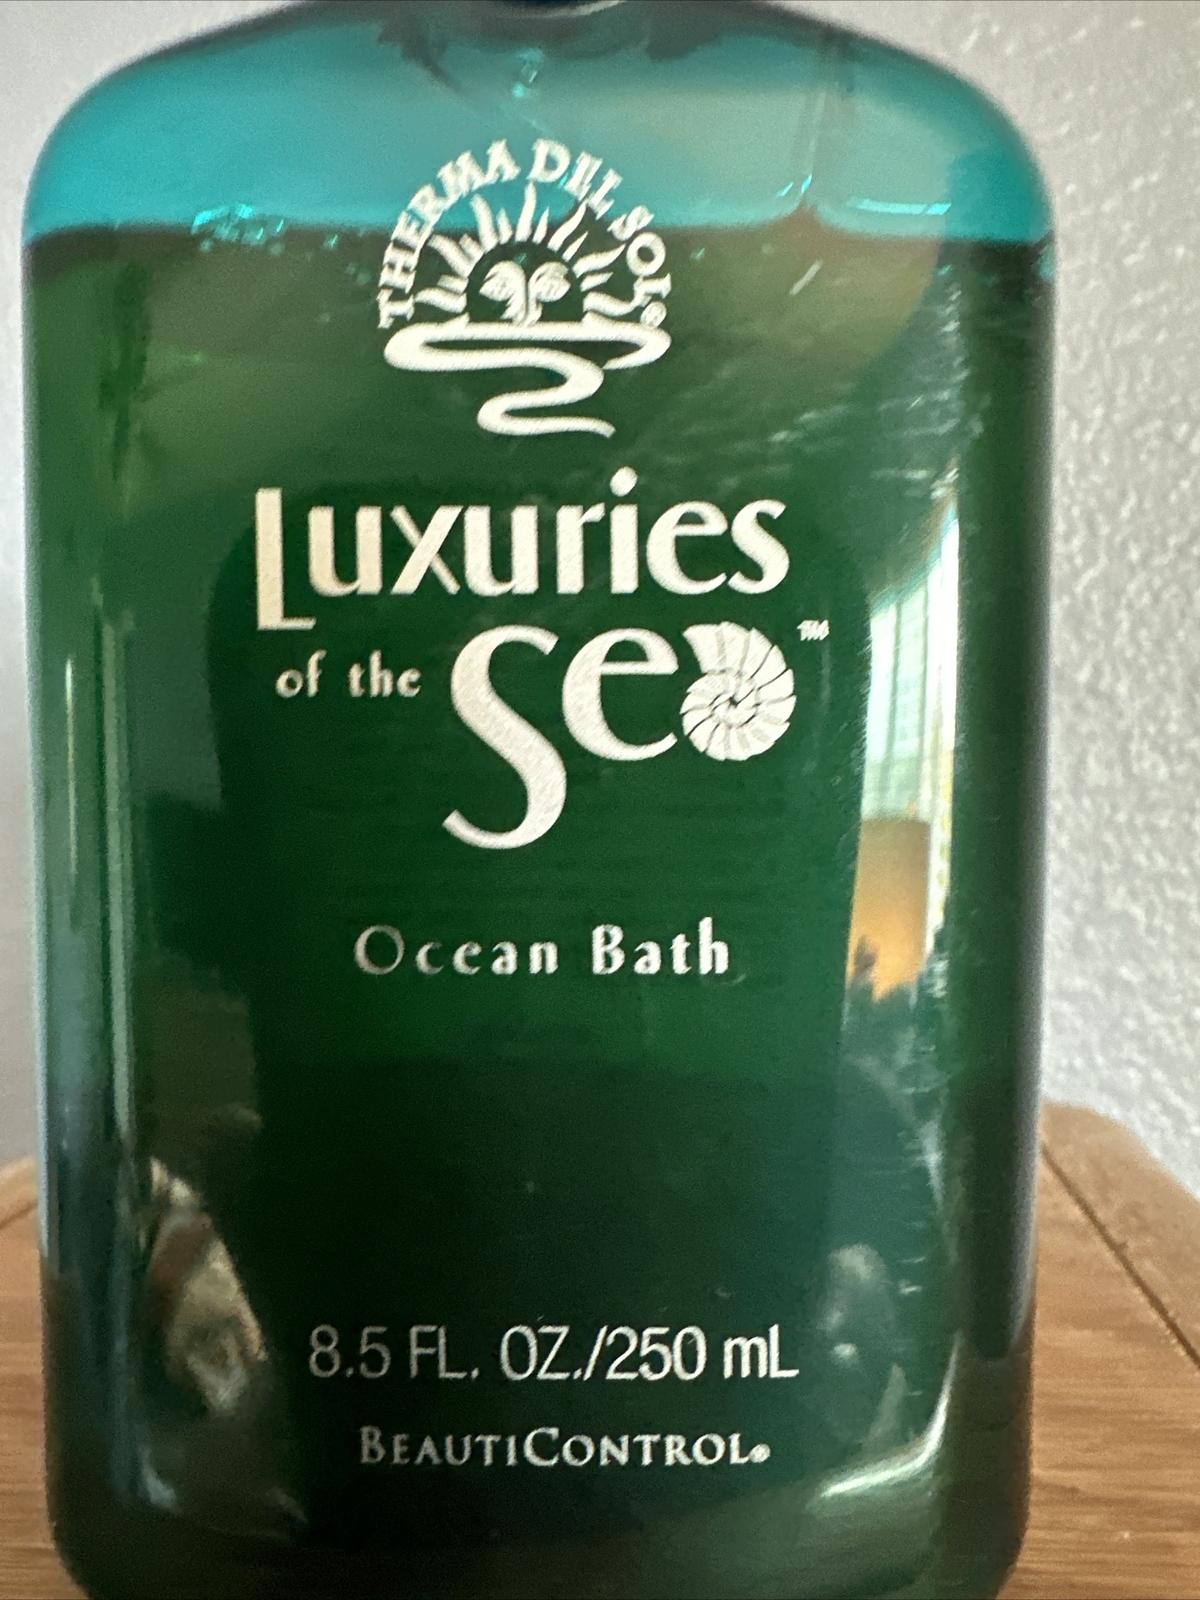 THERMA DEL SOL®
Luxuries
of the Sea™
Ocean Bath
8.5 FL. OZ./250 mL
BEAUTICONTROL®